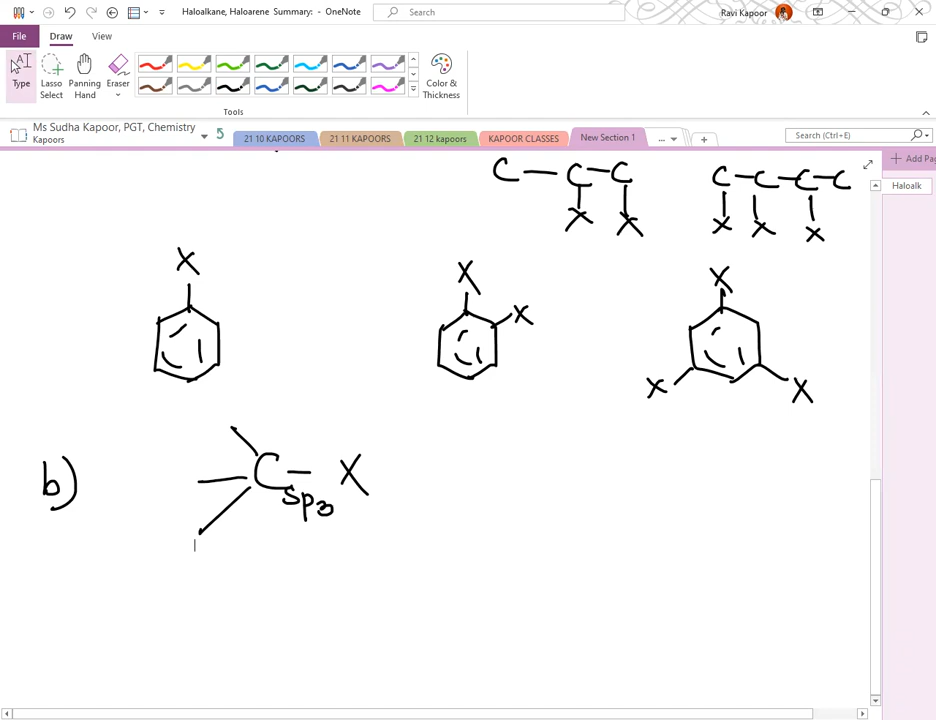 Haloalkane, Haloarene Summary: - OneNote
Search
Ravi Kapoor
File
Draw
View
Type
Lasso Select
Panning Hand
Eraser
Color & Thickness
Tools
Ms Sudha Kapoor, PGT, Chemistry
Kapoors
21 10 KAPOORS
21 11 KAPOORS
21 12 kapoors
KAPOOR CLASSES
New Section 1
...
Search (Ctrl+E)
Add Pa
Haloalk
C — C — C
X X
C — C — C — C
X X X
X
X
X
X
X
X
b)
C — X
sp3